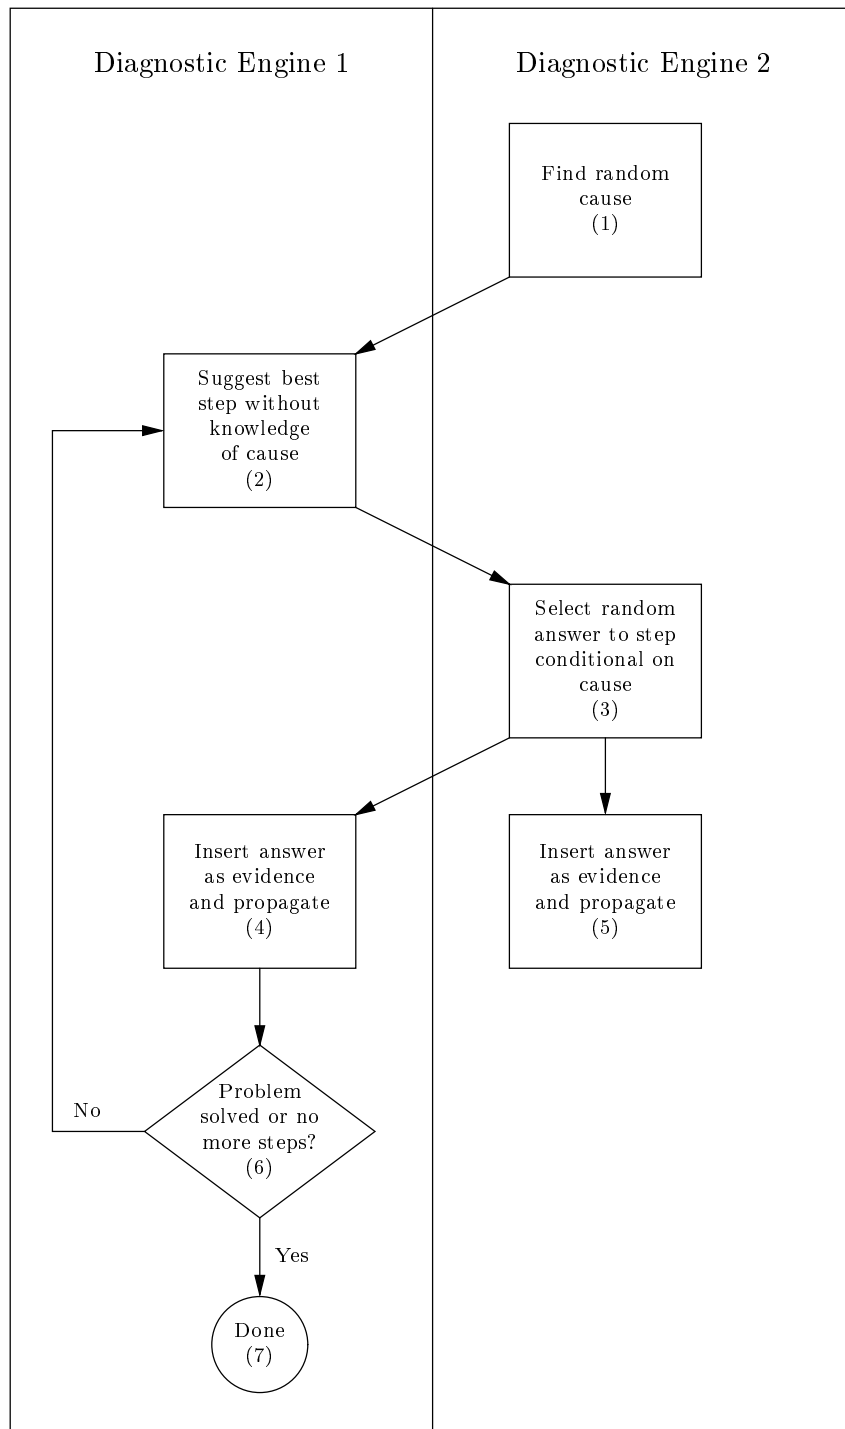 Diagnostic Engine 1
Diagnostic Engine 2
Find random
cause
(1)
Suggest best
step without
knowledge
of cause
(2)
Select random
answer to step
conditional on
cause
(3)
Insert answer
as evidence
and propagate
(4)
Insert answer
as evidence
and propagate
(5)
Problem
solved or no
more steps?
(6)
No
Yes
Done
(7)